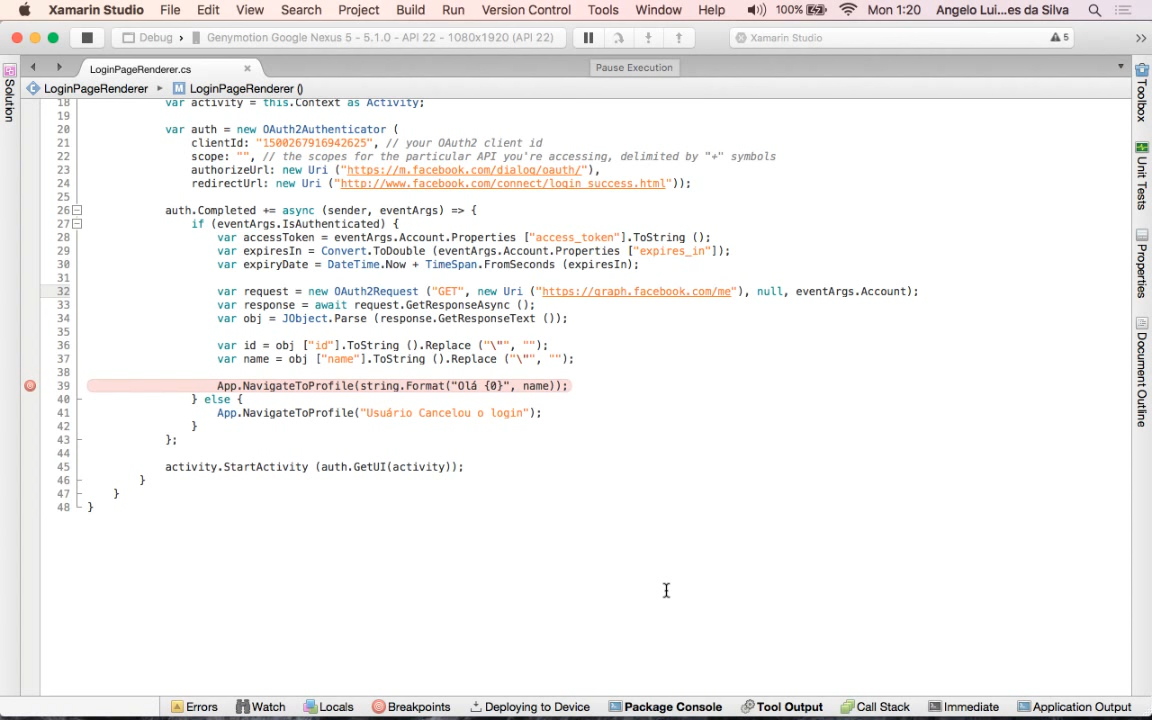 Xamarin Studio File Edit View Search Project Build Run Version Control Tools Window Help 100% Mon 1:20 Angelo Lui...es da Silva
Debug › Genymotion Google Nexus 5 - 5.1.0 - API 22 - 1080x1920 (API 22) Xamarin Studio 5
LoginPageRenderer.cs × Pause Execution
LoginPageRenderer ▸ M LoginPageRenderer ()
18 var activity = this.Context as Activity;
19
20 var auth = new OAuth2Authenticator (
21 clientId: "1500267916942625", // your OAuth2 client id
22 scope: "", // the scopes for the particular API you're accessing, delimited by "+" symbols
23 authorizeUrl: new Uri ("https://m.facebook.com/dialog/oauth/"),
24 redirectUrl: new Uri ("http://www.facebook.com/connect/login_success.html"));
25
26 auth.Completed += async (sender, eventArgs) => {
27 if (eventArgs.IsAuthenticated) {
28 var accessToken = eventArgs.Account.Properties ["access_token"].ToString ();
29 var expiresIn = Convert.ToDouble (eventArgs.Account.Properties ["expires_in"]);
30 var expiryDate = DateTime.Now + TimeSpan.FromSeconds (expiresIn);
31
32 var request = new OAuth2Request ("GET", new Uri ("https://graph.facebook.com/me"), null, eventArgs.Account);
33 var response = await request.GetResponseAsync ();
34 var obj = JObject.Parse (response.GetResponseText ());
35
36 var id = obj ["id"].ToString ().Replace ("\"", "");
37 var name = obj ["name"].ToString ().Replace ("\"", "");
38
39 App.NavigateToProfile(string.Format("Olá {0}", name));
40 } else {
41 App.NavigateToProfile("Usuário Cancelou o login");
42 }
43 };
44
45 activity.StartActivity (auth.GetUI(activity));
46 }
47 }
48 }
Solution
Toolbox
Unit Tests
Properties
Document Outline
Errors Watch Locals Breakpoints Deploying to Device Package Console Tool Output Call Stack Immediate Application Output